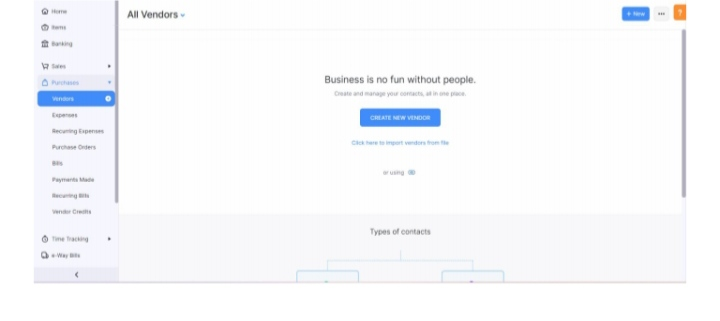 Home
Items
Banking
Sales
Purchases
Vendors
Expenses
Recurring Expenses
Purchase Orders
Bills
Payments Made
Recurring Bills
Vendor Credits
Time Tracking
e-Way Bills
All Vendors
+ New
?
Business is no fun without people.
Create and manage your contacts, all in one place.
CREATE NEW VENDOR
Click here to import vendors from file
or using
Types of contacts